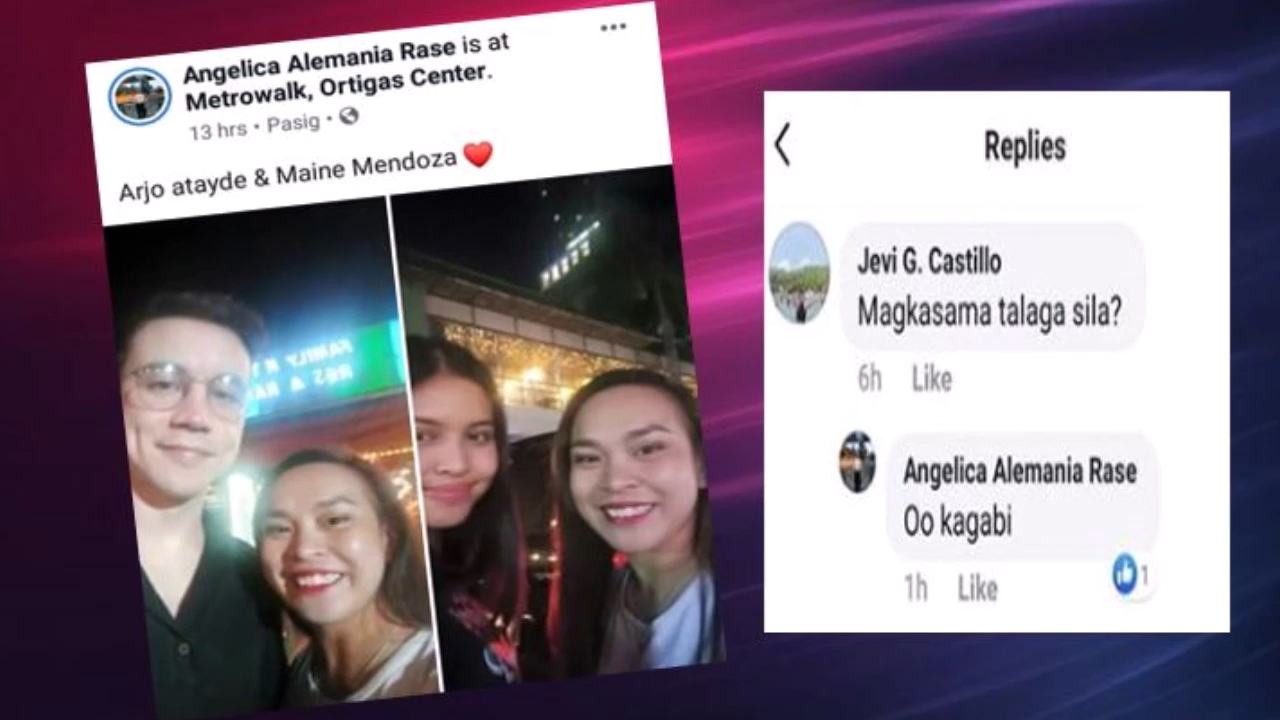 Angelica Alemania Rase is at
Metrowalk, Ortigas Center.
13 hrs • Pasig •
Arjo atayde & Maine Mendoza ❤️
Replies
Jevi G. Castillo
Magkasama talaga sila?
6h Like
Angelica Alemania Rase
Oo kagabi
1h Like 1